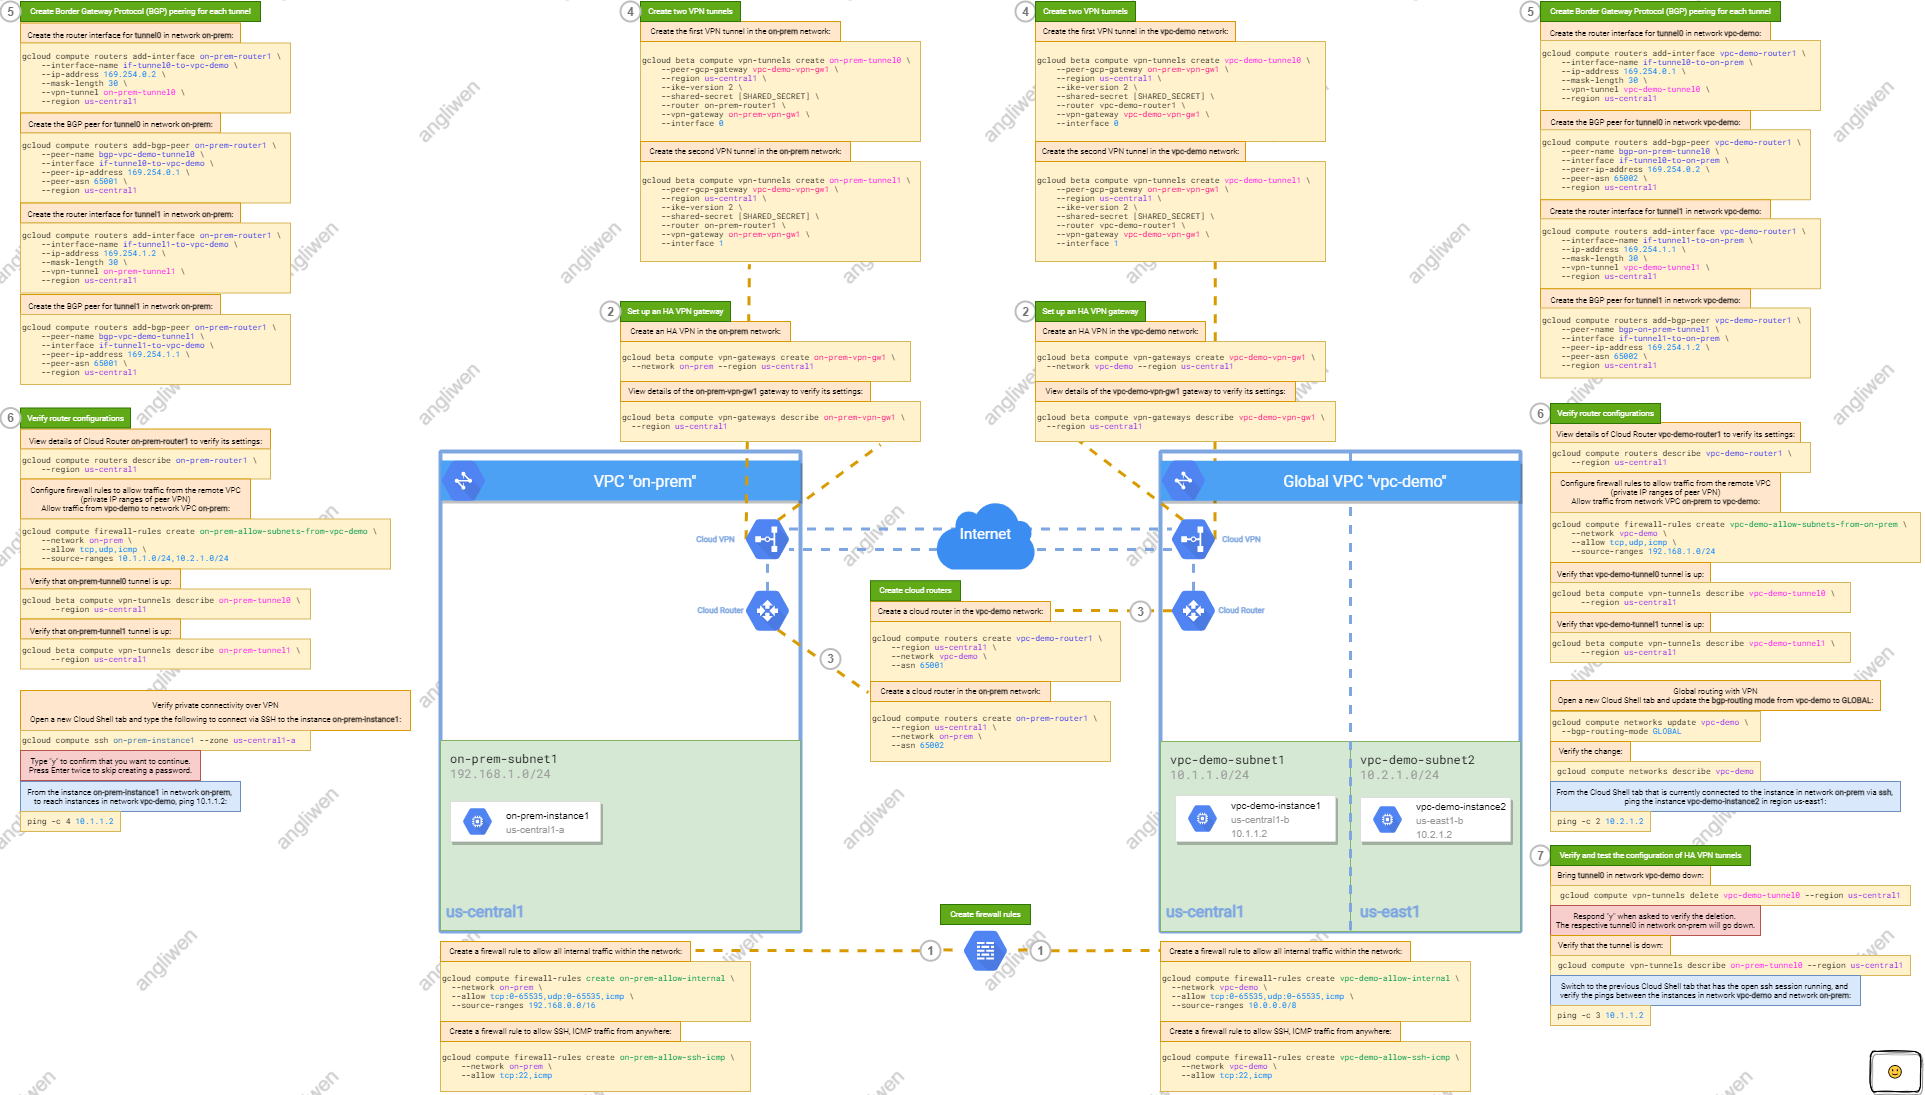 5
Create Border Gateway Protocol (BGP) peering for each tunnel
Create the router interface for tunnel0 in network on-prem:
gcloud compute routers add-interface on-prem-router1 \
--interface-name if-tunnel0-to-vpc-demo \
--ip-address 169.254.0.2 \
--mask-length 30 \
--vpn-tunnel on-prem-tunnel0 \
--region us-central1
Create the BGP peer for tunnel0 in network on-prem:
gcloud compute routers add-bgp-peer on-prem-router1 \
--peer-name bgp-vpc-demo-tunnel0 \
--interface if-tunnel0-to-vpc-demo \
--peer-ip-address 169.254.0.1 \
--peer-asn 65001 \
--region us-central1
Create the router interface for tunnel1 in network on-prem:
gcloud compute routers add-interface on-prem-router1 \
--interface-name if-tunnel1-to-vpc-demo \
--ip-address 169.254.1.2 \
--mask-length 30 \
--vpn-tunnel on-prem-tunnel1 \
--region us-central1
Create the BGP peer for tunnel1 in network on-prem:
gcloud compute routers add-bgp-peer on-prem-router1 \
--peer-name bgp-vpc-demo-tunnel1 \
--interface if-tunnel1-to-vpc-demo \
--peer-ip-address 169.254.1.1 \
--peer-asn 65001 \
--region us-central1
6
Verify router configurations
View details of Cloud Router on-prem-router1 to verify its settings:
gcloud compute routers describe on-prem-router1 \
--region us-central1
Configure firewall rules to allow traffic from the remote VPC
(private IP ranges of peer VPN)
Allow traffic from vpc-demo to network VPC on-prem:
gcloud compute firewall-rules create on-prem-allow-subnets-from-vpc-demo \
--network on-prem \
--allow tcp,udp,icmp \
--source-ranges 10.1.1.0/24,10.2.1.0/24
Verify that on-prem-tunnel0 tunnel is up:
gcloud beta compute vpn-tunnels describe on-prem-tunnel0 \
--region us-central1
Verify that on-prem-tunnel1 tunnel is up:
gcloud beta compute vpn-tunnels describe on-prem-tunnel1 \
--region us-central1
Verify private connectivity over VPN
Open a new Cloud Shell tab and type the following to connect via SSH to the instance on-prem-instance1:
gcloud compute ssh on-prem-instance1 --zone us-central1-a
Type "y" to confirm that you want to continue.
Press Enter twice to skip creating a password.
From the instance on-prem-instance1 in network on-prem,
to reach instances in network vpc-demo, ping 10.1.1.2:
ping -c 4 10.1.1.2
4
Create two VPN tunnels
Create the first VPN tunnel in the on-prem network:
gcloud beta compute vpn-tunnels create on-prem-tunnel0 \
--peer-gcp-gateway vpc-demo-vpn-gw1 \
--region us-central1 \
--ike-version 2 \
--shared-secret [SHARED_SECRET] \
--router on-prem-router1 \
--vpn-gateway on-prem-vpn-gw1 \
--interface 0
Create the second VPN tunnel in the on-prem network:
gcloud beta compute vpn-tunnels create on-prem-tunnel1 \
--peer-gcp-gateway vpc-demo-vpn-gw1 \
--region us-central1 \
--ike-version 2 \
--shared-secret [SHARED_SECRET] \
--router on-prem-router1 \
--vpn-gateway on-prem-vpn-gw1 \
--interface 1
2
Set up an HA VPN gateway
Create an HA VPN in the on-prem network:
gcloud beta compute vpn-gateways create on-prem-vpn-gw1 \
--network on-prem --region us-central1
View details of the on-prem-vpn-gw1 gateway to verify its settings:
gcloud beta compute vpn-gateways describe on-prem-vpn-gw1 \
--region us-central1
4
Create two VPN tunnels
Create the first VPN tunnel in the vpc-demo network:
gcloud beta compute vpn-tunnels create vpc-demo-tunnel0 \
--peer-gcp-gateway on-prem-vpn-gw1 \
--region us-central1 \
--ike-version 2 \
--shared-secret [SHARED_SECRET] \
--router vpc-demo-router1 \
--vpn-gateway vpc-demo-vpn-gw1 \
--interface 0
Create the second VPN tunnel in the vpc-demo network:
gcloud beta compute vpn-tunnels create vpc-demo-tunnel1 \
--peer-gcp-gateway on-prem-vpn-gw1 \
--region us-central1 \
--ike-version 2 \
--shared-secret [SHARED_SECRET] \
--router vpc-demo-router1 \
--vpn-gateway vpc-demo-vpn-gw1 \
--interface 1
2
Set up an HA VPN gateway
Create an HA VPN in the vpc-demo network:
gcloud beta compute vpn-gateways create vpc-demo-vpn-gw1 \
--network vpc-demo --region us-central1
View details of the vpc-demo-vpn-gw1 gateway to verify its settings:
gcloud beta compute vpn-gateways describe vpc-demo-vpn-gw1 \
--region us-central1
VPC "on-prem"
Cloud VPN
Cloud Router
on-prem-subnet1
192.168.1.0/24
on-prem-instance1
us-central1-a
us-central1
Internet
3
Create cloud routers
Create a cloud router in the vpc-demo network:
3
gcloud compute routers create vpc-demo-router1 \
--region us-central1 \
--network vpc-demo \
--asn 65001
Create a cloud router in the on-prem network:
gcloud compute routers create on-prem-router1 \
--region us-central1 \
--network on-prem \
--asn 65002
Global VPC "vpc-demo"
Cloud VPN
Cloud Router
vpc-demo-subnet1
10.1.1.0/24
vpc-demo-instance1
us-central1-b
10.1.1.2
us-central1
vpc-demo-subnet2
10.2.1.0/24
vpc-demo-instance2
us-east1-b
10.2.1.2
us-east1
Create firewall rules
1
1
Create a firewall rule to allow all internal traffic within the network:
gcloud compute firewall-rules create on-prem-allow-internal \
--network on-prem \
--allow tcp:0-65535,udp:0-65535,icmp \
--source-ranges 192.168.0.0/16
Create a firewall rule to allow SSH, ICMP traffic from anywhere:
gcloud compute firewall-rules create on-prem-allow-ssh-icmp \
--network on-prem \
--allow tcp:22,icmp
Create a firewall rule to allow all internal traffic within the network:
gcloud compute firewall-rules create vpc-demo-allow-internal \
--network vpc-demo \
--allow tcp:0-65535,udp:0-65535,icmp \
--source-ranges 10.0.0.0/8
Create a firewall rule to allow SSH, ICMP traffic from anywhere:
gcloud compute firewall-rules create vpc-demo-allow-ssh-icmp \
--network vpc-demo \
--allow tcp:22,icmp
5
Create Border Gateway Protocol (BGP) peering for each tunnel
Create the router interface for tunnel0 in network vpc-demo:
gcloud compute routers add-interface vpc-demo-router1 \
--interface-name if-tunnel0-to-on-prem \
--ip-address 169.254.0.1 \
--mask-length 30 \
--vpn-tunnel vpc-demo-tunnel0 \
--region us-central1
Create the BGP peer for tunnel0 in network vpc-demo:
gcloud compute routers add-bgp-peer vpc-demo-router1 \
--peer-name bgp-on-prem-tunnel0 \
--interface if-tunnel0-to-on-prem \
--peer-ip-address 169.254.0.2 \
--peer-asn 65002 \
--region us-central1
Create the router interface for tunnel1 in network vpc-demo:
gcloud compute routers add-interface vpc-demo-router1 \
--interface-name if-tunnel1-to-on-prem \
--ip-address 169.254.1.1 \
--mask-length 30 \
--vpn-tunnel vpc-demo-tunnel1 \
--region us-central1
Create the BGP peer for tunnel1 in network vpc-demo:
gcloud compute routers add-bgp-peer vpc-demo-router1 \
--peer-name bgp-on-prem-tunnel1 \
--interface if-tunnel1-to-on-prem \
--peer-ip-address 169.254.1.2 \
--peer-asn 65002 \
--region us-central1
6
Verify router configurations
View details of Cloud Router vpc-demo-router1 to verify its settings:
gcloud compute routers describe vpc-demo-router1 \
--region us-central1
Configure firewall rules to allow traffic from the remote VPC
(private IP ranges of peer VPN)
Allow traffic from network VPC on-prem to vpc-demo:
gcloud compute firewall-rules create vpc-demo-allow-subnets-from-on-prem \
--network vpc-demo \
--allow tcp,udp,icmp \
--source-ranges 192.168.1.0/24
Verify that vpc-demo-tunnel0 tunnel is up:
gcloud beta compute vpn-tunnels describe vpc-demo-tunnel0 \
--region us-central1
Verify that vpc-demo-tunnel1 tunnel is up:
gcloud beta compute vpn-tunnels describe vpc-demo-tunnel1 \
--region us-central1
Global routing with VPN
Open a new Cloud Shell tab and update the bgp-routing mode from vpc-demo to GLOBAL:
gcloud compute networks update vpc-demo \
--bgp-routing-mode GLOBAL
Verify the change:
gcloud compute networks describe vpc-demo
From the Cloud Shell tab that is currently connected to the instance in network on-prem via ssh,
ping the instance vpc-demo-instance2 in region us-east1:
ping -c 2 10.2.1.2
7
Verify and test the configuration of HA VPN tunnels
Bring tunnel0 in network vpc-demo down:
gcloud compute vpn-tunnels delete vpc-demo-tunnel0 --region us-central1
Respond "y" when asked to verify the deletion.
The respective tunnel0 in network on-prem will go down.
Verify that the tunnel is down:
gcloud compute vpn-tunnels describe on-prem-tunnel0 --region us-central1
Switch to the previous Cloud Shell tab that has the open ssh session running, and
verify the pings between the instances in network vpc-demo and network on-prem:
ping -c 3 10.1.1.2
angliwen